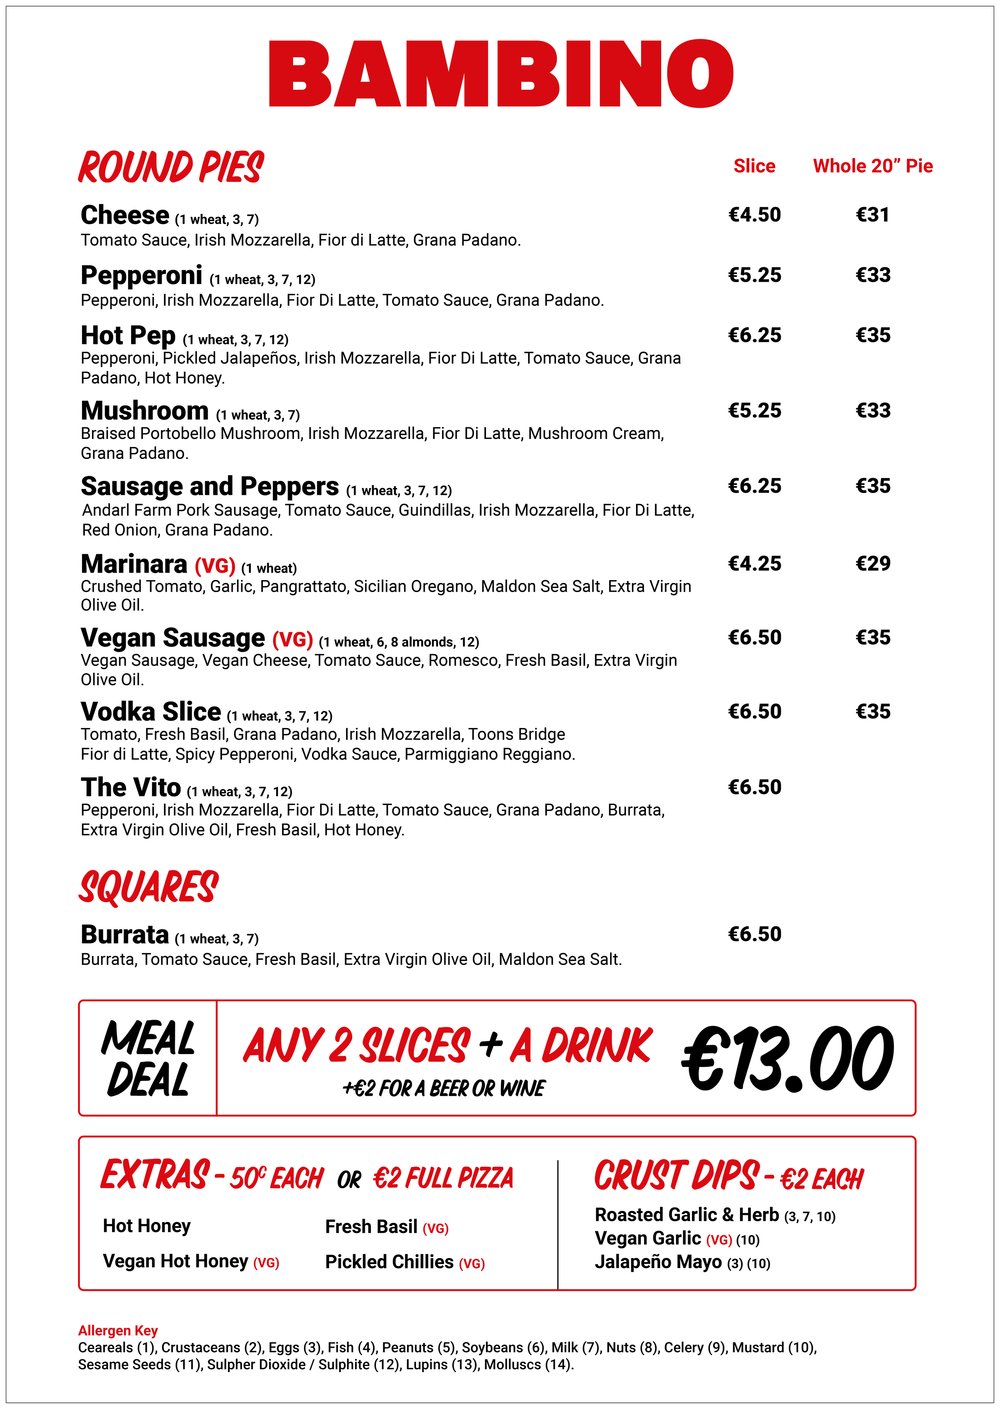 BAMBINO
ROUND PIES Slice Whole 20” Pie
Cheese (1 wheat, 3, 7) €4.50 €31
Tomato Sauce, Irish Mozzarella, Fior di Latte, Grana Padano.
Pepperoni (1 wheat, 3, 7, 12) €5.25 €33
Pepperoni, Irish Mozzarella, Fior Di Latte, Tomato Sauce, Grana Padano.
Hot Pep (1 wheat, 3, 7, 12) €6.25 €35
Pepperoni, Pickled Jalapeños, Irish Mozzarella, Fior Di Latte, Tomato Sauce, Grana
Padano, Hot Honey.
Mushroom (1 wheat, 3, 7) €5.25 €33
Braised Portobello Mushroom, Irish Mozzarella, Fior Di Latte, Mushroom Cream,
Grana Padano.
Sausage and Peppers (1 wheat, 3, 7, 12) €6.25 €35
Andarl Farm Pork Sausage, Tomato Sauce, Guindillas, Irish Mozzarella, Fior Di Latte,
Red Onion, Grana Padano.
Marinara (VG) (1 wheat) €4.25 €29
Crushed Tomato, Garlic, Pangrattato, Sicilian Oregano, Maldon Sea Salt, Extra Virgin
Olive Oil.
Vegan Sausage (VG) (1 wheat, 6, 8 almonds, 12) €6.50 €35
Vegan Sausage, Vegan Cheese, Tomato Sauce, Romesco, Fresh Basil, Extra Virgin
Olive Oil.
Vodka Slice (1 wheat, 3, 7, 12) €6.50 €35
Tomato, Fresh Basil, Grana Padano, Irish Mozzarella, Toons Bridge
Fior di Latte, Spicy Pepperoni, Vodka Sauce, Parmiggiano Reggiano.
The Vito (1 wheat, 3, 7, 12) €6.50
Pepperoni, Irish Mozzarella, Fior Di Latte, Tomato Sauce, Grana Padano, Burrata,
Extra Virgin Olive Oil, Fresh Basil, Hot Honey.
SQUARES
Burrata (1 wheat, 3, 7) €6.50
Burrata, Tomato Sauce, Fresh Basil, Extra Virgin Olive Oil, Maldon Sea Salt.
MEAL
DEAL
ANY 2 SLICES + A DRINK
+€2 FOR A BEER OR WINE
€13.00
EXTRAS - 50c EACH OR €2 FULL PIZZA
Hot Honey Fresh Basil (VG)
Vegan Hot Honey (VG) Pickled Chillies (VG)
CRUST DIPS - €2 EACH
Roasted Garlic & Herb (3, 7, 10)
Vegan Garlic (VG) (10)
Jalapeño Mayo (3) (10)
Allergen Key
Ceareals (1), Crustaceans (2), Eggs (3), Fish (4), Peanuts (5), Soybeans (6), Milk (7), Nuts (8), Celery (9), Mustard (10),
Sesame Seeds (11), Sulpher Dioxide / Sulphite (12), Lupins (13), Molluscs (14).